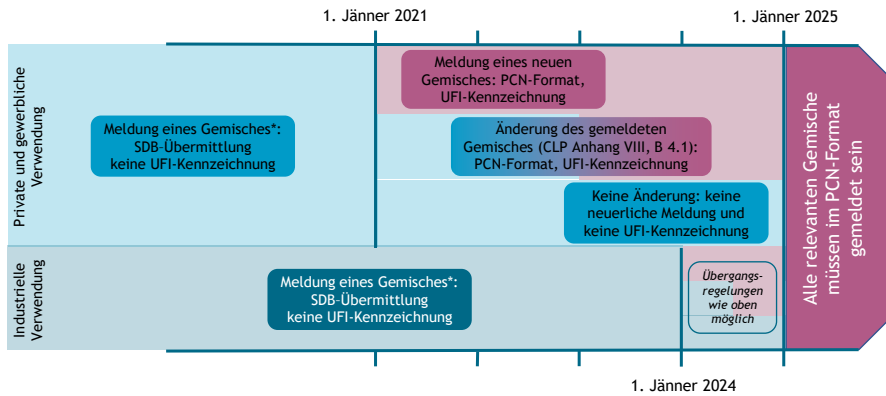 1. Jänner 2021
1. Jänner 2025
Private und gewerbliche
Verwendung
Meldung eines Gemisches*:
SDB-Übermittlung
keine UFI-Kennzeichnung
Meldung eines neuen
Gemisches: PCN-Format,
UFI-Kennzeichnung
Änderung des gemeldeten
Gemisches (CLP Anhang VIII, B 4.1):
PCN-Format, UFI-Kennzeichnung
Keine Änderung: keine
neuerliche Meldung und
keine UFI-Kennzeichnung
Alle relevanten Gemische
müssen im PCN-Format
gemeldet sein
Industrielle
Verwendung
Meldung eines Gemisches*:
SDB-Übermittlung
keine UFI-Kennzeichnung
Übergangs-
regelungen
wie oben
möglich
1. Jänner 2024